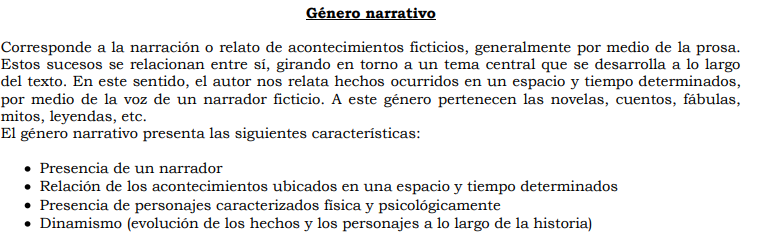 Género narrativo
Corresponde a la narración o relato de acontecimientos ficticios, generalmente por medio de la prosa.
Estos sucesos se relacionan entre sí, girando en torno a un tema central que se desarrolla a lo largo
del texto. En este sentido, el autor nos relata hechos ocurridos en un espacio y tiempo determinados,
por medio de la voz de un narrador ficticio. A este género pertenecen las novelas, cuentos, fábulas,
mitos, leyendas, etc.
El género narrativo presenta las siguientes características:
• Presencia de un narrador
• Relación de los acontecimientos ubicados en una espacio y tiempo determinados
• Presencia de personajes caracterizados física y psicológicamente
• Dinamismo (evolución de los hechos y los personajes a lo largo de la historia)